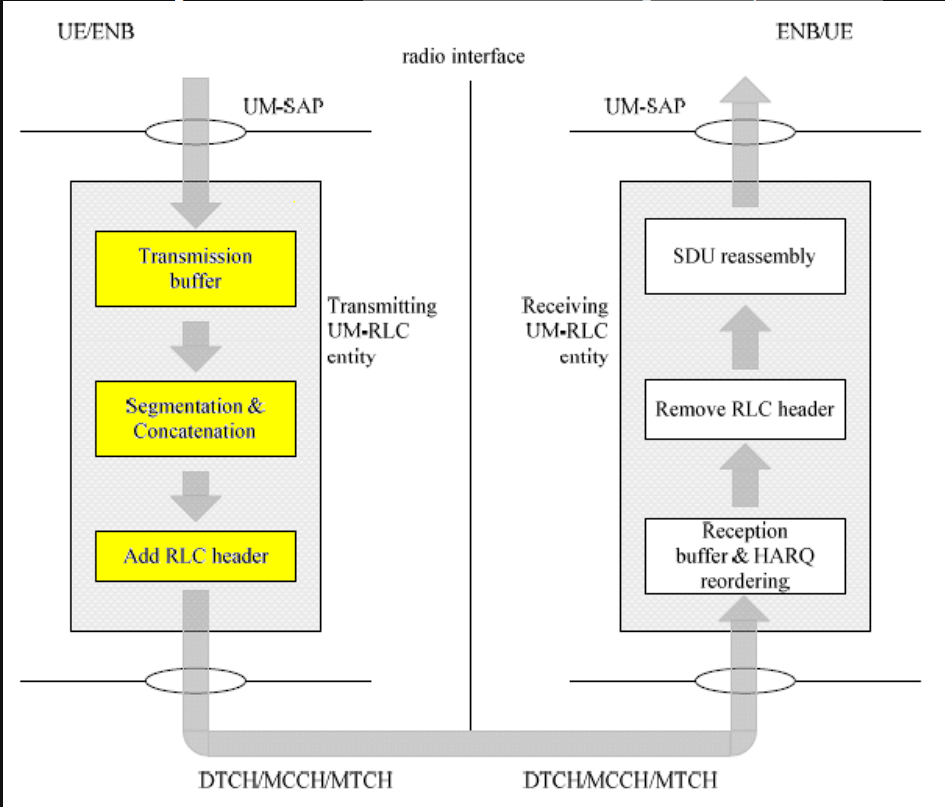 UE/ENB
ENB/UE
radio interface
UM-SAP
UM-SAP
Transmission
buffer
SDU reassembly
Transmitting
UM-RLC
entity
Receiving
UM-RLC
entity
Segmentation &
Concatenation
Remove RLC header
Add RLC header
Reception
buffer & HARQ
reordering
DTCH/MCCH/MTCH
DTCH/MCCH/MTCH